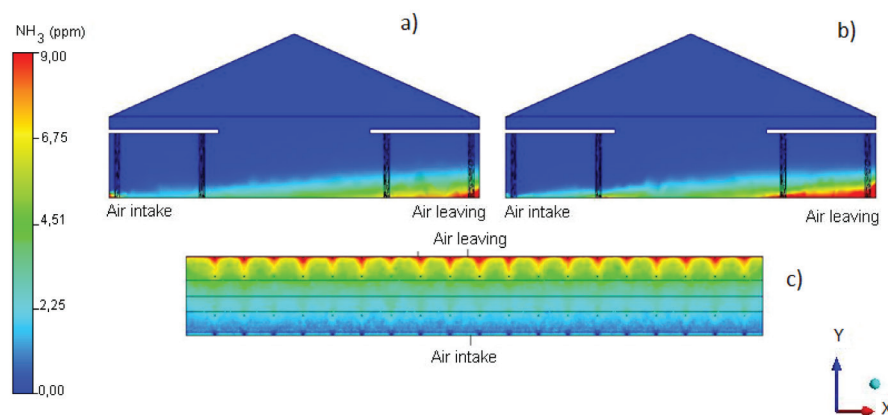 NH3 (ppm)
9,00
6,75
4,51
2,25
0,00
a)
Air intake
Air leaving
b)
Air intake
Air leaving
Air leaving
c)
Air intake
Y
X